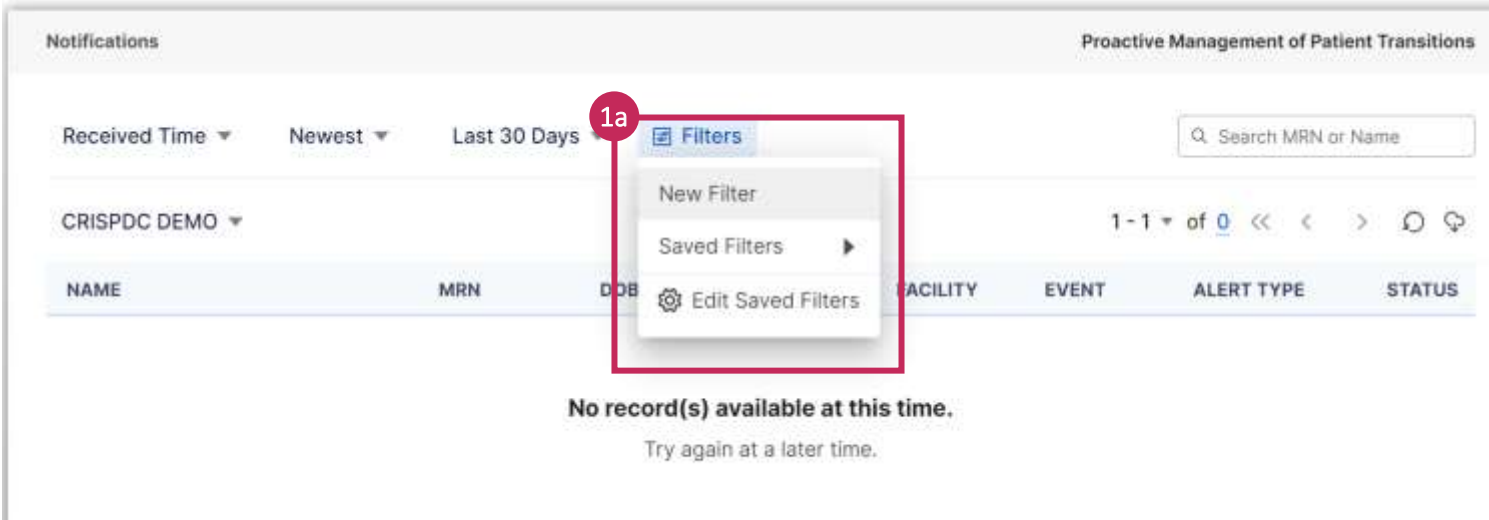 Notifications Proactive Management of Patient Transitions
1a
Received Time Newest Last 30 Days Filters Search MRN or Name
New Filter
CRISPDC DEMO 1 - 1 of 0
Saved Filters
NAME MRN DOB FACILITY EVENT ALERT TYPE STATUS
Edit Saved Filters
No record(s) available at this time.
Try again at a later time.